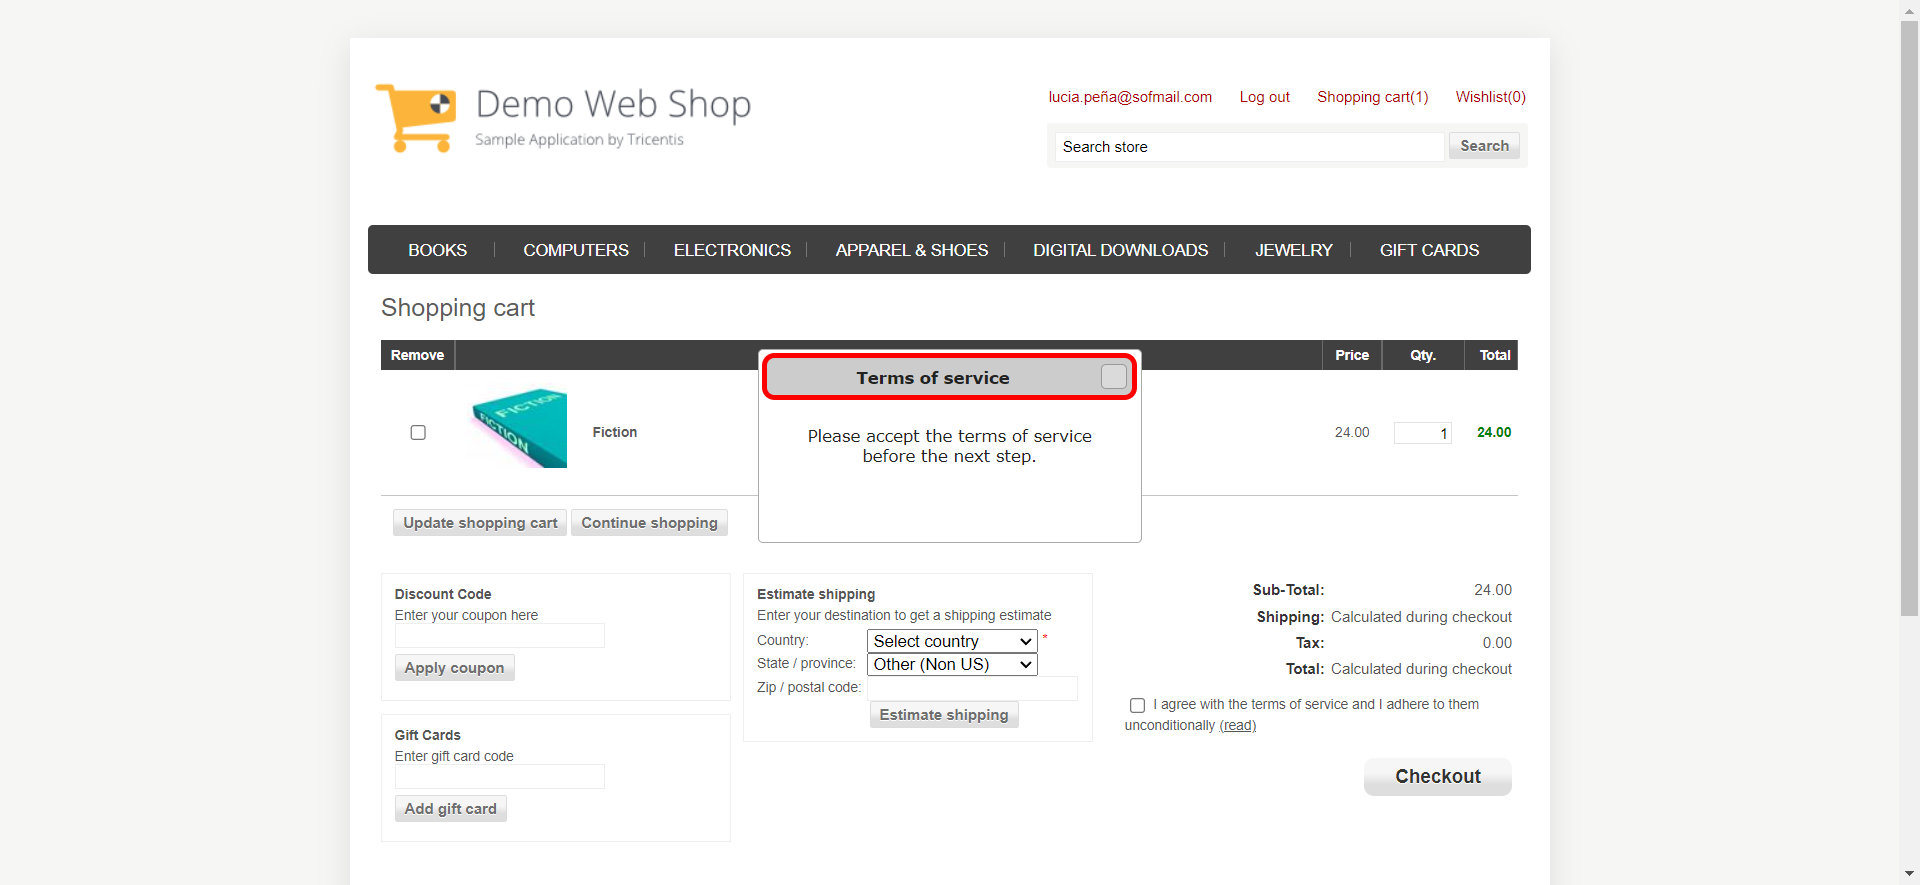 Demo Web Shop
Sample Application by Tricentis
lucia.peña@sofmail.com Log out Shopping cart(1) Wishlist(0)
Search store Search
BOOKS COMPUTERS ELECTRONICS APPAREL & SHOES DIGITAL DOWNLOADS JEWELRY GIFT CARDS
Shopping cart
Remove Price Qty. Total
Terms of service
Please accept the terms of service
before the next step.
FICTION
FICTION
Fiction 24.00 1 24.00
Update shopping cart Continue shopping
Discount Code
Enter your coupon here
Apply coupon
Gift Cards
Enter gift card code
Add gift card
Estimate shipping
Enter your destination to get a shipping estimate
Country: Select country *
State / province: Other (Non US)
Zip / postal code:
Estimate shipping
Sub-Total: 24.00
Shipping: Calculated during checkout
Tax: 0.00
Total: Calculated during checkout
I agree with the terms of service and I adhere to them
unconditionally (read)
Checkout